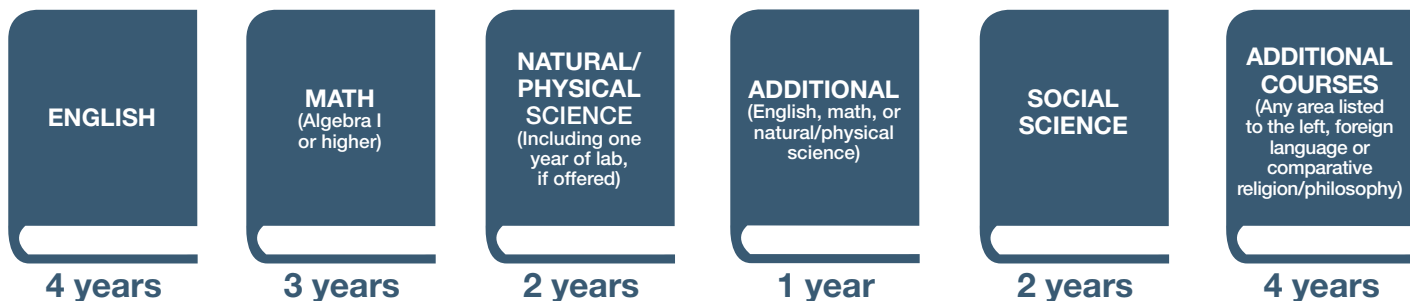 ENGLISH
4 years
MATH
(Algebra I
or higher)
3 years
NATURAL/
PHYSICAL
SCIENCE
(Including one
year of lab,
if offered)
2 years
ADDITIONAL
(English, math, or
natural/physical
science)
1 year
SOCIAL
SCIENCE
2 years
ADDITIONAL
COURSES
(Any area listed
to the left, foreign
language or
comparative
religion/philosophy)
4 years